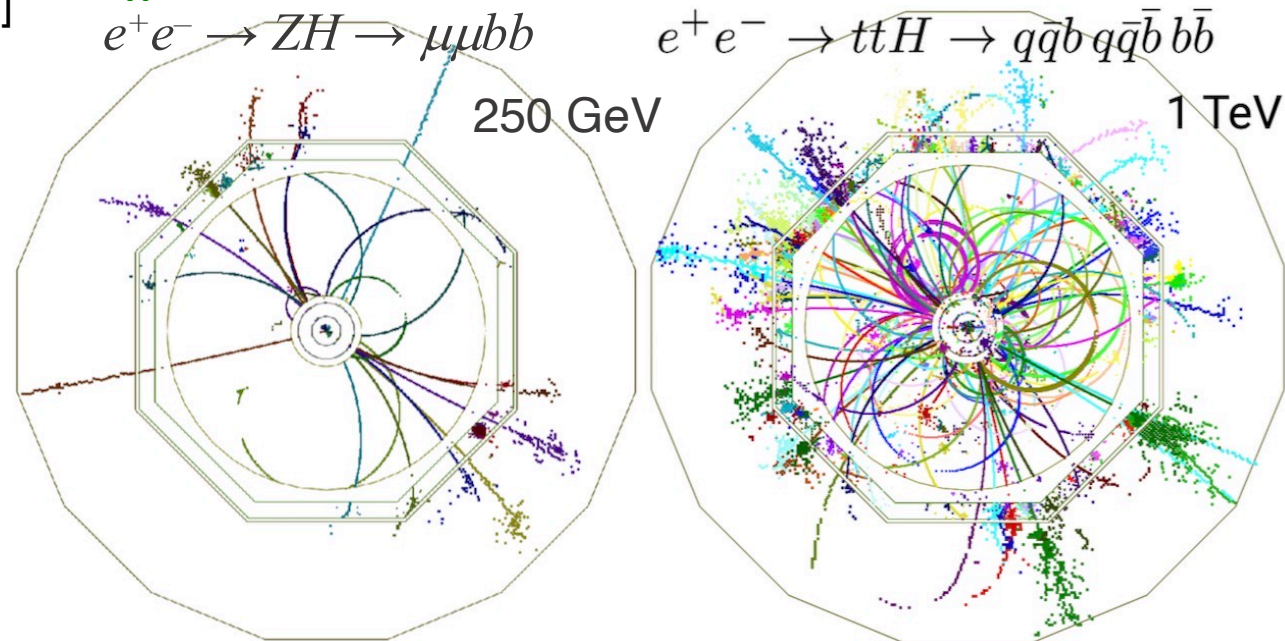 ]
e⁺e⁻ → ZH → μμbb
250 GeV
e⁺e⁻ → ttH → qq̄b qq̄b̄ bb̄
1 TeV